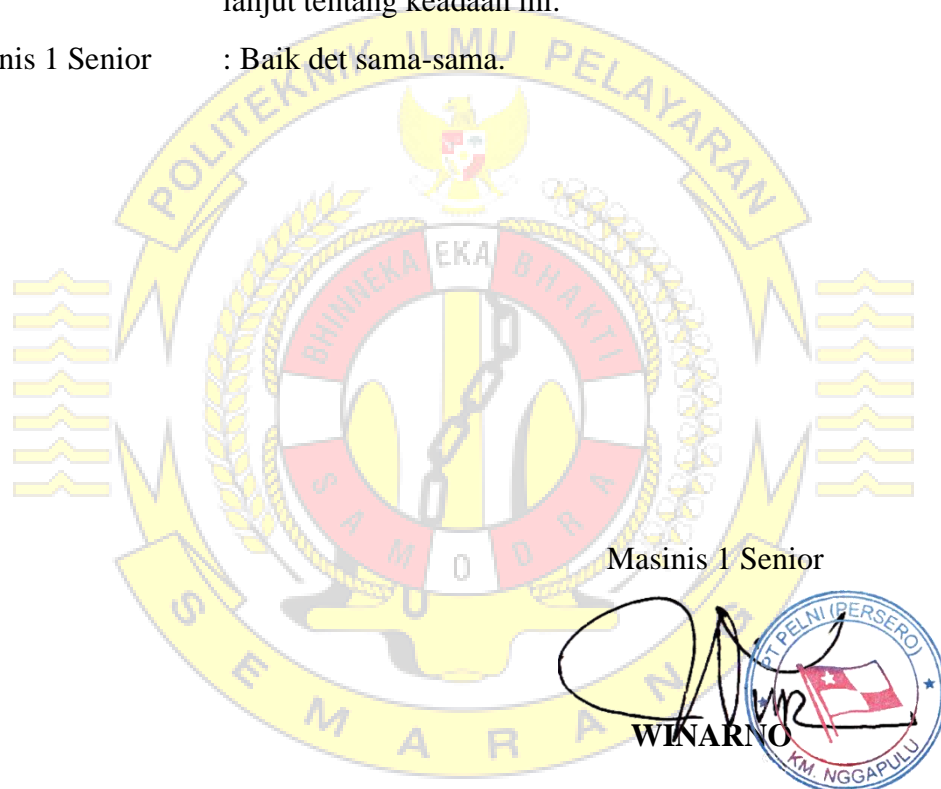 lanjut tentang keadaan ini.
nis 1 Senior : Baik det sama-sama.
POLITEKNIK ILMU PELAYARAN
BHINNEKA EKA BHAKTI
SAMODRA
SEMARANG
Masinis 1 Senior
PT PELNI (PERSERO)
WINARNO
KM. NGGAPULU